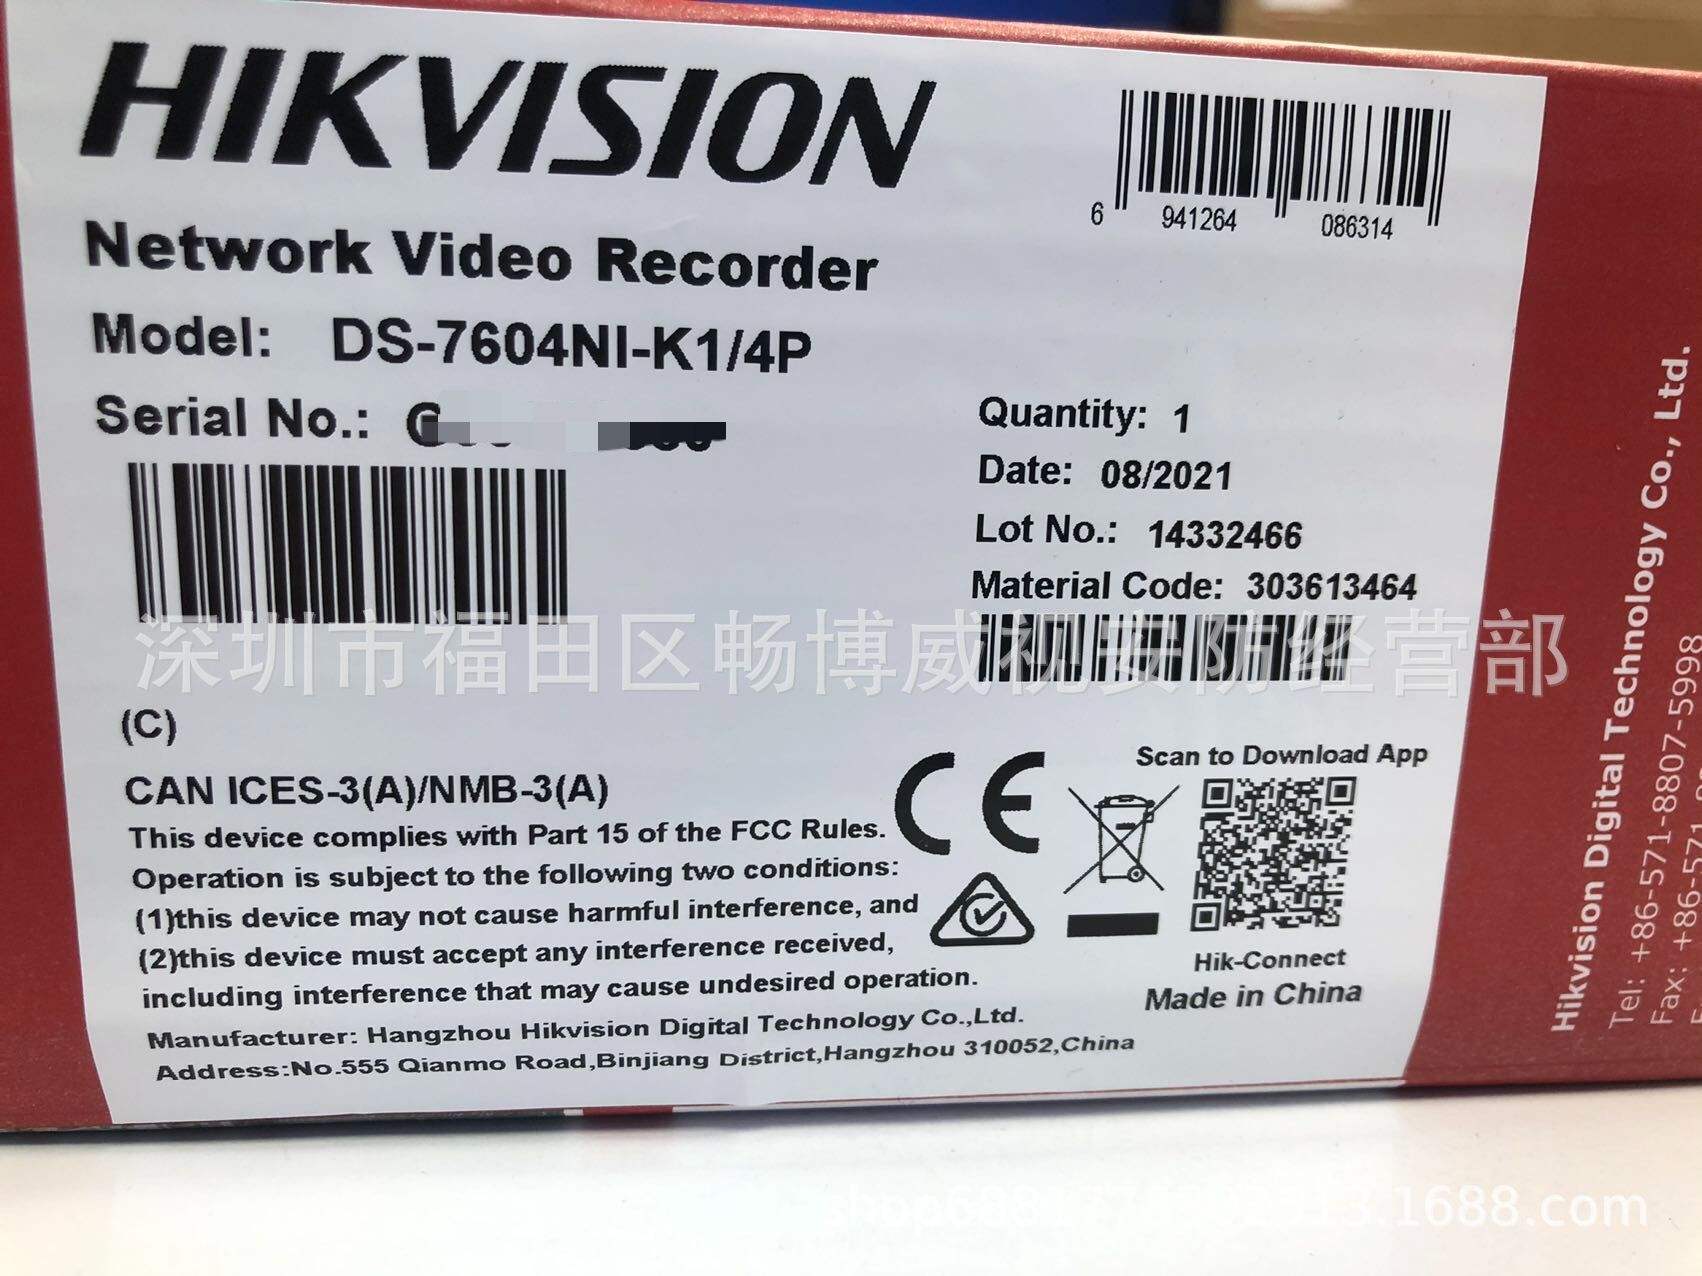 HIKVISION
6 941264 086314
Network Video Recorder
Model: DS-7604NI-K1/4P
Serial No.:
Quantity: 1
Date: 08/2021
Lot No.: 14332466
Material Code: 303613464
深圳市福田区畅博威视安防经营部
(C)
CAN ICES-3(A)/NMB-3(A)
This device complies with Part 15 of the FCC Rules.
Operation is subject to the following two conditions:
(1)this device may not cause harmful interference, and
(2)this device must accept any interference received,
including interference that may cause undesired operation.
Manufacturer: Hangzhou Hikvision Digital Technology Co.,Ltd.
Address:No.555 Qianmo Road,Binjiang District,Hangzhou 310052,China
CE
Scan to Download App
Hik-Connect
Made in China
Hikvision Digital Technology Co., Ltd.
Tel: +86-571-8807-5998
Fax: +86-571
.1688.com